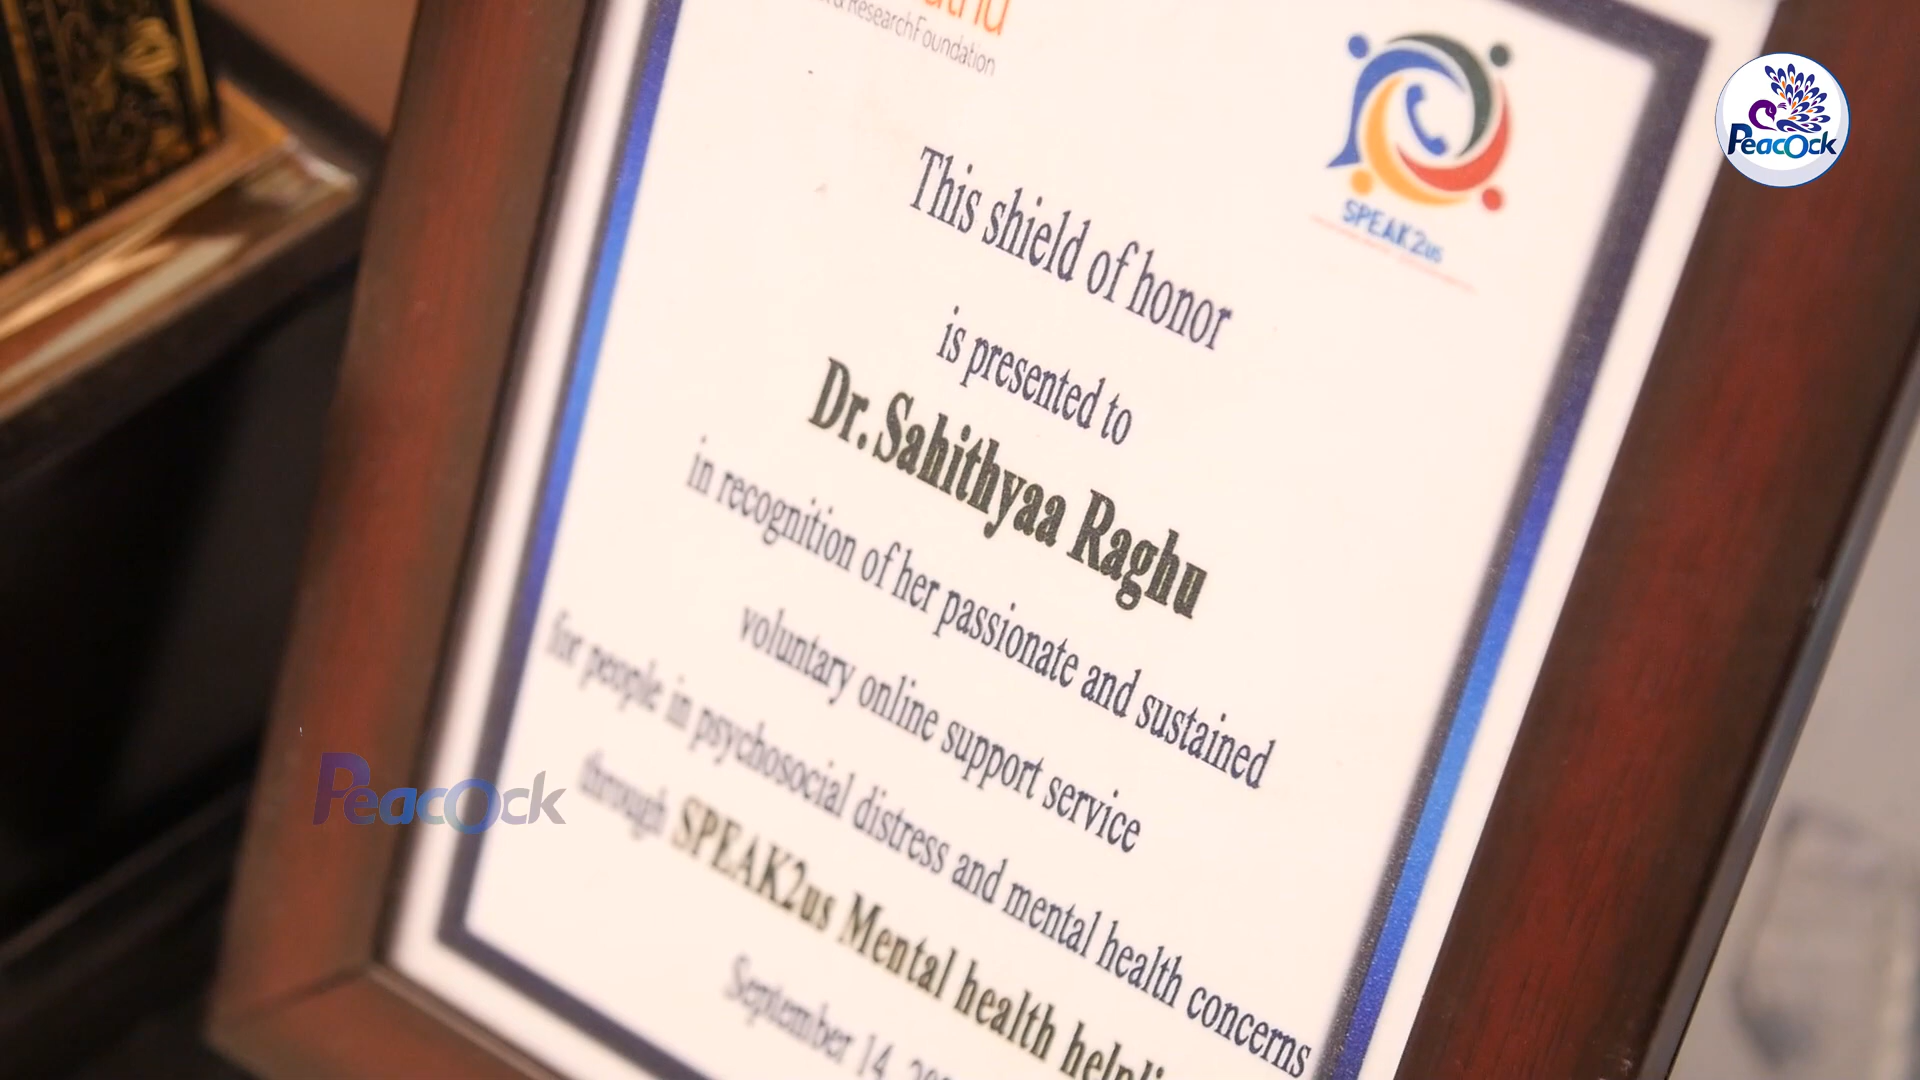 & Research Foundation
SPEAK2us
Peacock
This shield of honor
is presented to
Dr. Sahithyaa Raghu
in recognition of her passionate and sustained
voluntary online support service
for people in psychosocial distress and mental health concerns
through SPEAK2us Mental health
September 14,
Peacock